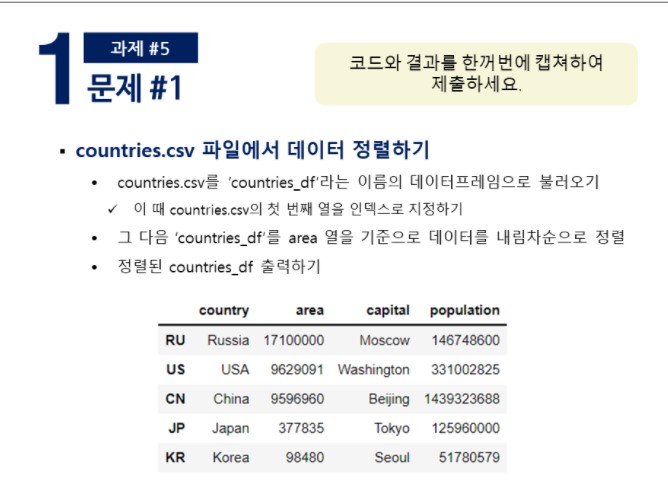 1
과제 #5
문제 #1
코드와 결과를 한꺼번에 캡쳐하여
제출하세요.
▪ countries.csv 파일에서 데이터 정렬하기
• countries.csv를 ‘countries_df’라는 이름의 데이터프레임으로 불러오기
✓ 이 때 countries.csv의 첫 번째 열을 인덱스로 지정하기
• 그 다음 ‘countries_df’를 area 열을 기준으로 데이터를 내림차순으로 정렬
• 정렬된 countries_df 출력하기
country area capital population
RU Russia 17100000 Moscow 146748600
US USA 9629091 Washington 331002825
CN China 9596960 Beijing 1439323688
JP Japan 377835 Tokyo 125960000
KR Korea 98480 Seoul 51780579